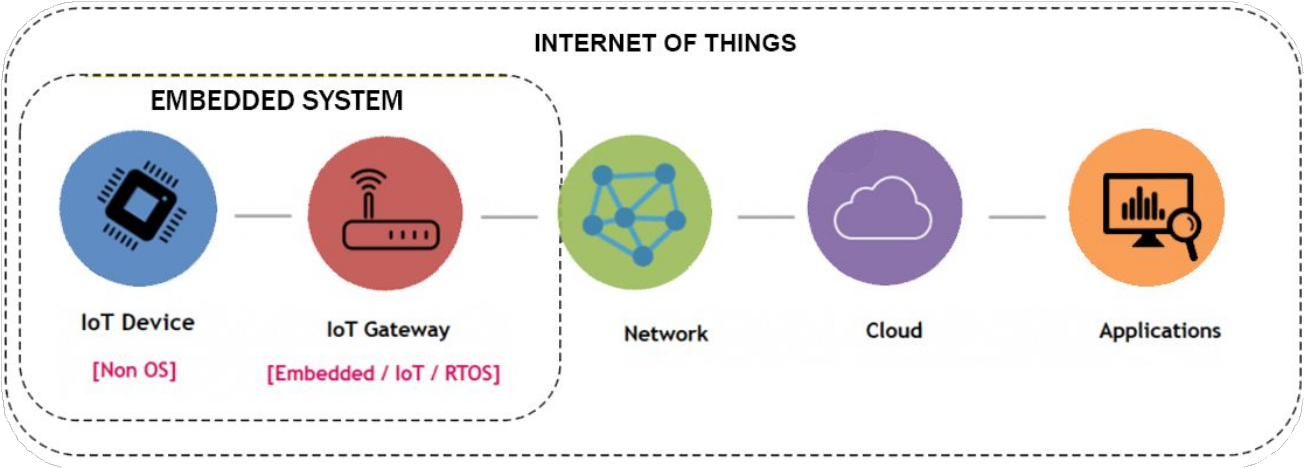 INTERNET OF THINGS
EMBEDDED SYSTEM
IoT Device
IoT Gateway
Network
Cloud
Applications
[Non OS]
[Embedded / IoT / RTOS]